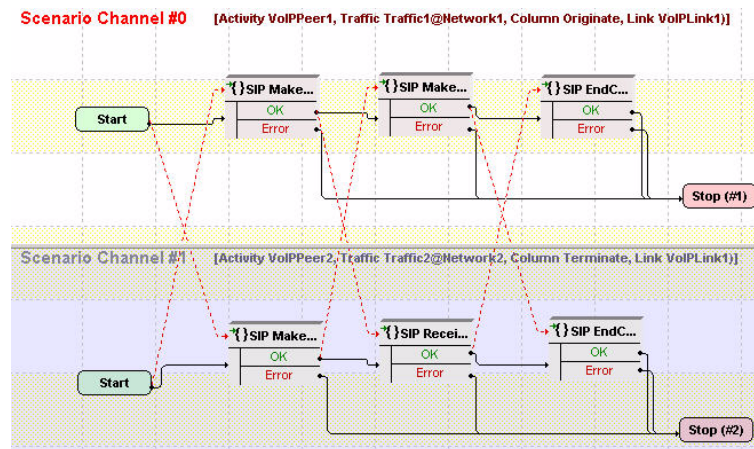 Scenario Channel #0 [Activity VoIPPeer1, Traffic Traffic1@Network1, Column Originate, Link VoIPLink1)]
{}SIP Make... {}SIP Make... {}SIP EndC...
Start OK OK OK
Error Error Error
Stop (#1)
Scenario Channel #1 [Activity VoIPPeer2, Traffic Traffic2@Network2, Column Terminate, Link VoIPLink1)]
{}SIP Make... {}SIP Recei... {}SIP EndC...
Start OK OK OK
Error Error Error
Stop (#2)